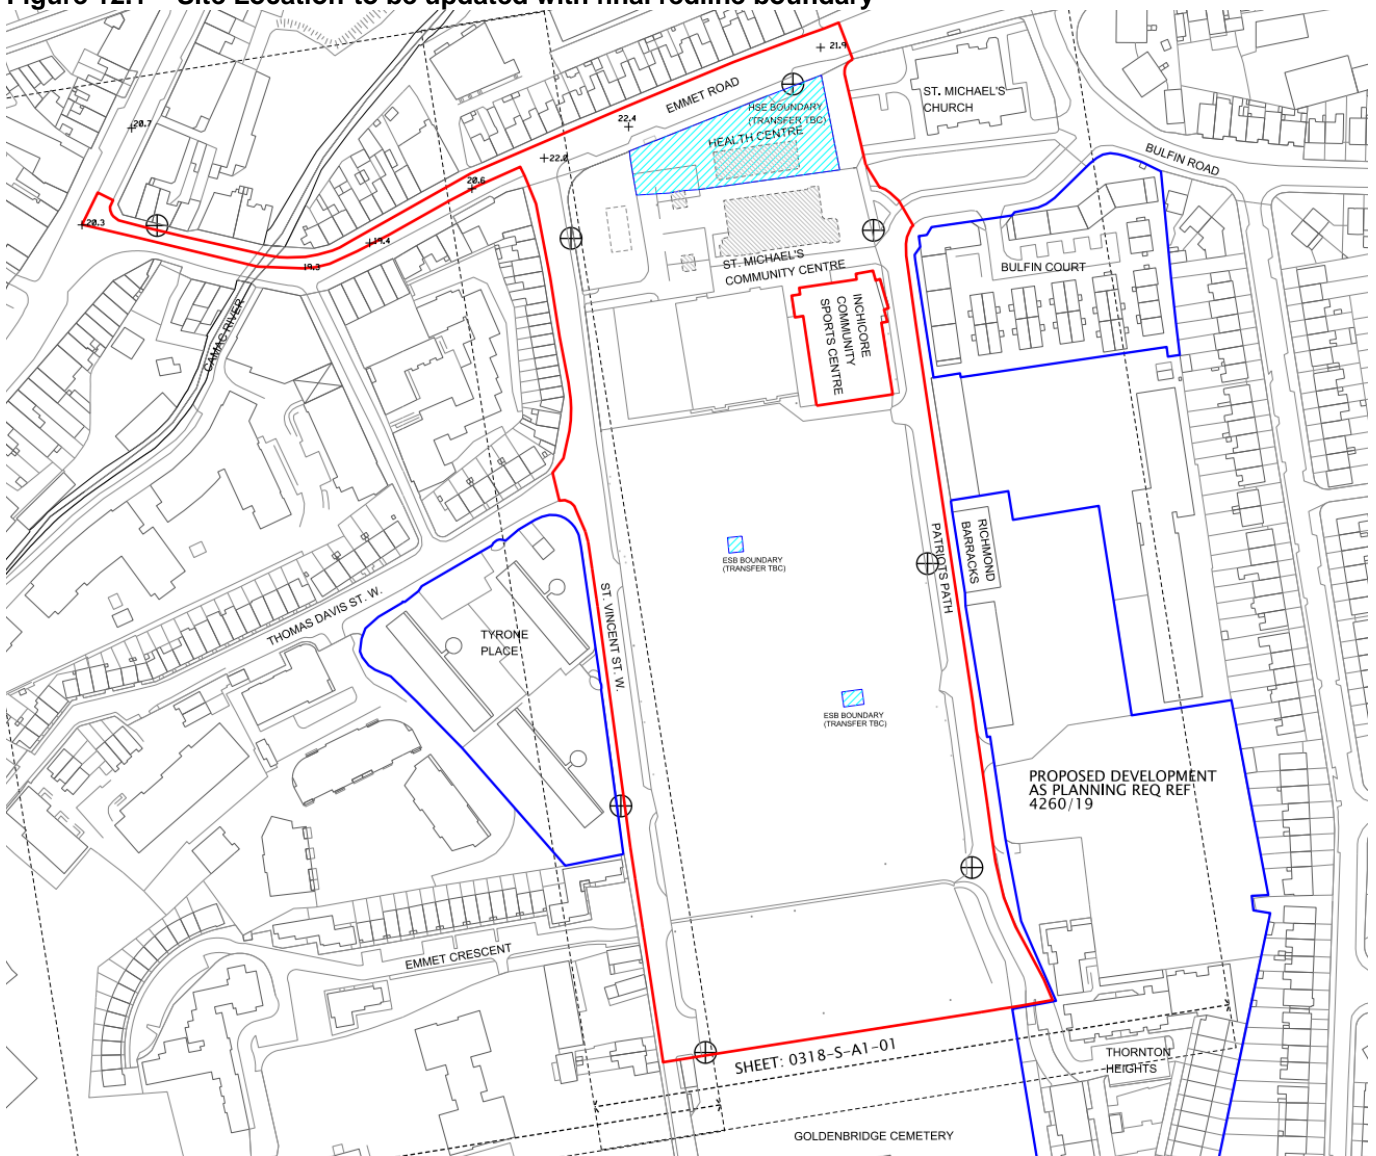 Figure 12.1 – Site Location to be updated with final redline boundary
21.9
EMMET ROAD
ST. MICHAEL'S
CHURCH
HSE BOUNDARY
(TRANSFER TBC)
HEALTH CENTRE
20.7
22.4
BULFIN ROAD
20.6
20.3
19.4
19.3
ST. MICHAEL'S
COMMUNITY CENTRE
BULFIN COURT
INCHICORE
COMMUNITY
SPORTS CENTRE
CAMAC RIVER
PATRIOTS PATH
RICHMOND
BARRACKS
ESB BOUNDARY
(TRANSFER TBC)
THOMAS DAVIS ST. W.
ST. VINCENT ST. W.
TYRONE
PLACE
ESB BOUNDARY
(TRANSFER TBC)
PROPOSED DEVELOPMENT
AS PLANNING REQ REF
4260/19
EMMET CRESCENT
SHEET: 0318-S-A1-01
THORNTON
HEIGHTS
GOLDENBRIDGE CEMETERY